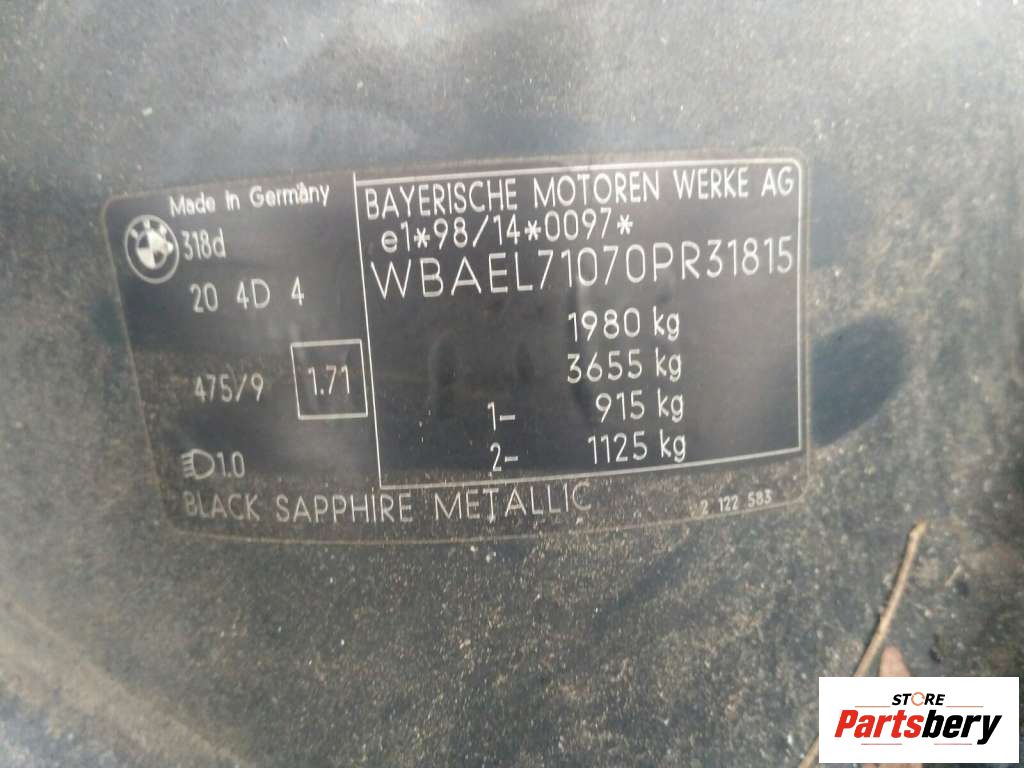 Made in Germany
318d
20 4D 4
475/9
1.71
1.0
BAYERISCHE MOTOREN WERKE AG
e1*98/14*0097*
WBAEL71070PR31815
1980 kg
3655 kg
1- 915 kg
2- 1125 kg
BLACK SAPPHIRE METALLIC
2 122 583
STORE
Partsbery